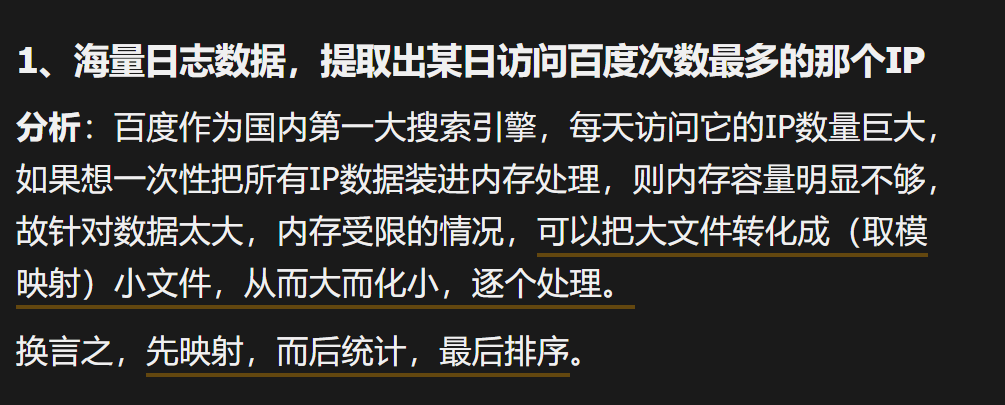 1、海量日志数据，提取出某日访问百度次数最多的那个IP
分析：百度作为国内第一大搜索引擎，每天访问它的IP数量巨大，
如果想一次性把所有IP数据装进内存处理，则内存容量明显不够，
故针对数据太大，内存受限的情况，可以把大文件转化成（取模
映射）小文件，从而大而化小，逐个处理。
换言之，先映射，而后统计，最后排序。